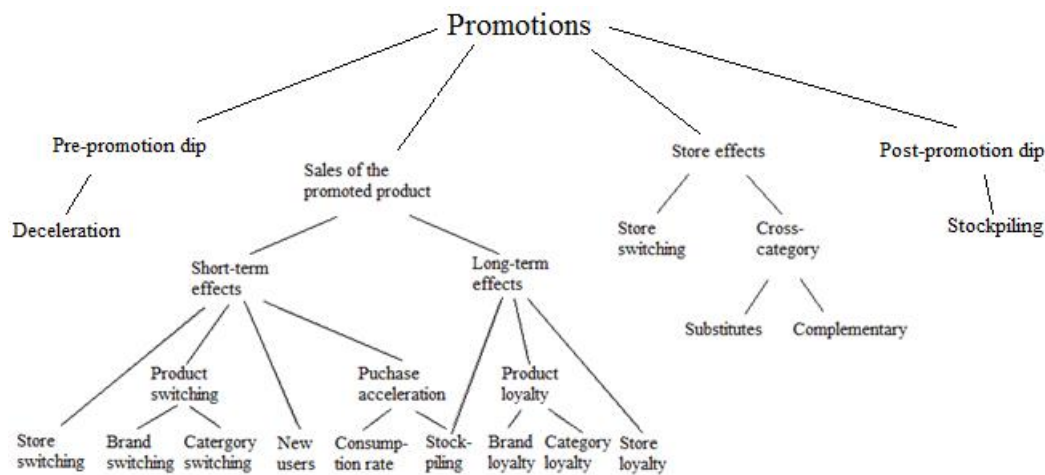 Promotions
Pre-promotion dip
Sales of the
promoted product
Store effects
Post-promotion dip
Deceleration
Store
switching
Cross-
category
Stockpiling
Short-term
effects
Long-term
effects
Substitutes
Complementary
Product
switching
Puchase
acceleration
Product
loyalty
Store
switching
Brand
switching
Catergory
switching
New
users
Consump-
tion rate
Stock-
piling
Brand
loyalty
Category
loyalty
Store
loyalty